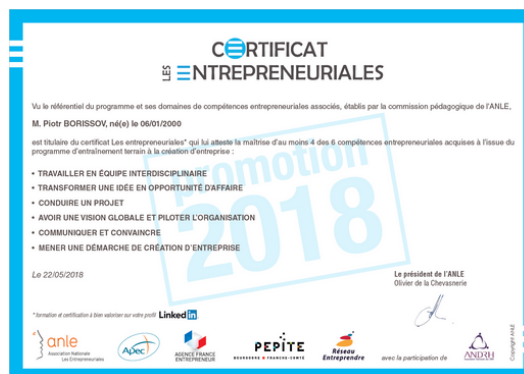 CERTIFICAT
LES ENTREPRENEURIALES
Vu le référentiel du programme et ses domaines de compétences entrepreneuriales associés, établis par la commission pédagogique de l'ANLE,
M. Piotr BORISSOV, né(e) le 06/01/2000
est titulaire du certificat Les entrepreneuriales* qui lui atteste la maîtrise d'au moins 4 des 6 compétences entrepreneuriales acquises à l'issue du
programme d'entraînement terrain à la création d'entreprise :
promotion
2018
• TRAVAILLER EN ÉQUIPE INTERDISCIPLINAIRE
• TRANSFORMER UNE IDÉE EN OPPORTUNITÉ D'AFFAIRE
• CONDUIRE UN PROJET
• AVOIR UNE VISION GLOBALE ET PILOTER L'ORGANISATION
• COMMUNIQUER ET CONVAINCRE
• MENER UNE DÉMARCHE DE CRÉATION D'ENTREPRISE
Le 22/05/2018
Le président de l'ANLE
Olivier de la Chevasnerie
* formation et certification à bien valoriser sur votre profil LinkedIn
anle
Association Nationale
Les Entrepreneuriales
Apec
AGENCE FRANCE
ENTREPRENEUR
PEPITE
BOURGOGNE FRANCHE-COMTÉ
Réseau
Entreprendre
avec la participation de
ANDRH
Copyright ANLE